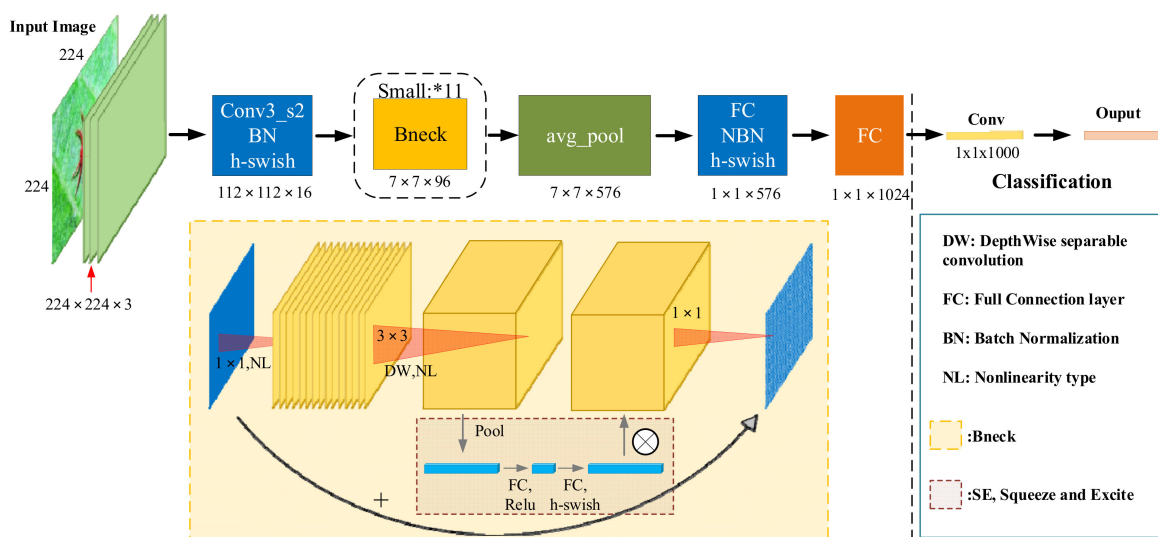 Input Image
224
224
224 × 224 × 3
Conv3_s2
BN
h-swish
112 × 112 × 16
Small:*11
Bneck
7 × 7 × 96
avg_pool
7 × 7 × 576
FC
NBN
h-swish
1 × 1 × 576
FC
1 × 1 × 1024
Conv
1x1x1000
Ouput
Classification
1 × 1,NL
3 × 3
DW,NL
1 × 1
Pool
FC,
Relu
FC,
h-swish
+
DW: DepthWise separable
convolution
FC: Full Connection layer
BN: Batch Normalization
NL: Nonlinearity type
:Bneck
:SE, Squeeze and Excite